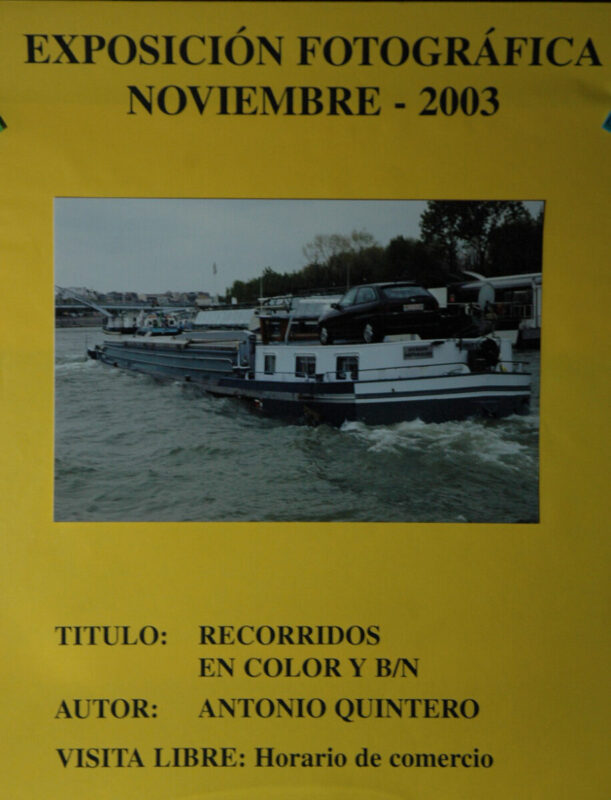 EXPOSICIÓN FOTOGRÁFICA
NOVIEMBRE - 2003
TITULO: RECORRIDOS
EN COLOR Y B/N
AUTOR: ANTONIO QUINTERO
VISITA LIBRE: Horario de comercio